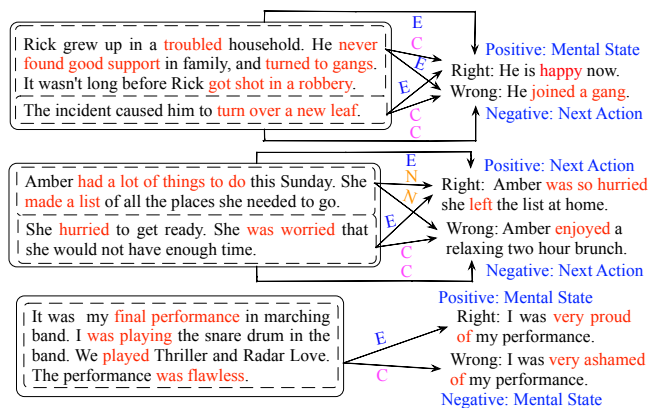 E
C
Rick grew up in a troubled household. He never
found good support in family, and turned to gangs.
It wasn't long before Rick got shot in a robbery.
The incident caused him to turn over a new leaf.
E
E
C
C
Positive: Mental State
Right: He is happy now.
Wrong: He joined a gang.
Negative: Next Action
E
N
N
Amber had a lot of things to do this Sunday. She
made a list of all the places she needed to go.
She hurried to get ready. She was worried that
she would not have enough time.
E
C
C
Positive: Next Action
Right: Amber was so hurried
she left the list at home.
Wrong: Amber enjoyed a
relaxing two hour brunch.
Negative: Next Action
It was my final performance in marching
band. I was playing the snare drum in the
band. We played Thriller and Radar Love.
The performance was flawless.
E
C
Positive: Mental State
Right: I was very proud
of my performance.
Wrong: I was very ashamed
of my performance.
Negative: Mental State